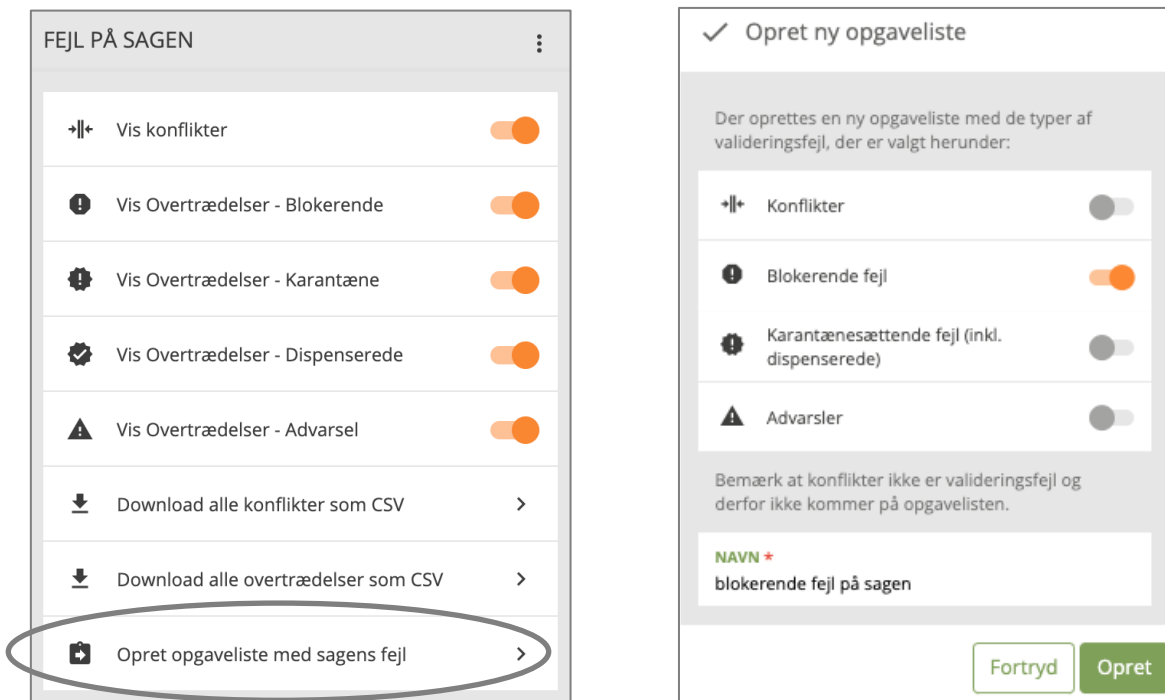 FEJL PÅ SAGEN
Vis konflikter
Vis Overtrædelser - Blokerende
Vis Overtrædelser - Karantæne
Vis Overtrædelser - Dispenserede
Vis Overtrædelser - Advarsel
Download alle konflikter som CSV
Download alle overtrædelser som CSV
Opret opgaveliste med sagens fejl
Opret ny opgaveliste
Der oprettes en ny opgaveliste med de typer af
valideringsfejl, der er valgt herunder:
Konflikter
Blokerende fejl
Karantænesættende fejl (inkl.
dispenserede)
Advarsler
Bemærk at konflikter ikke er valideringsfejl og
derfor ikke kommer på opgavelisten.
NAVN *
blokerende fejl på sagen
Fortryd
Opret